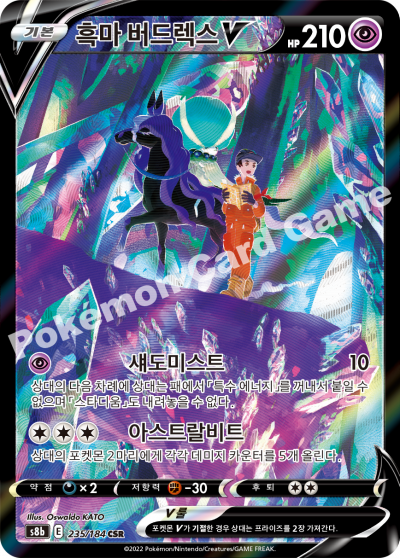 기본 흑마 버드렉스 V HP 210
Pokémon Card Game
섀도미스트 10
상대의 다음 차례에 상대는 패에서 「특수 에너지」를 꺼내서 붙일 수
없으며 「스타디움」도 내려놓을 수 없다.
아스트랄비트
상대의 포켓몬 2마리에게 각각 데미지 카운터를 5개 올린다.
약점 ×2 저항력 -30 후퇴
Illus. Oswaldo KATO
V룰
s8b E 235/184 CSR
포켓몬 V가 기절한 경우 상대는 프라이즈를 2장 가져간다.
©2022 Pokémon/Nintendo/Creatures/GAME FREAK.